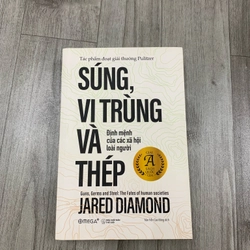 Tác phẩm đoạt giải thưởng Pulitzer
SÚNG,
VI TRÙNG
VÀ
THÉP
Định mệnh
của các xã hội
loài người
A
Guns, Germs and Steel: The Fates of Human societies
JARED DIAMOND
OMEGA+